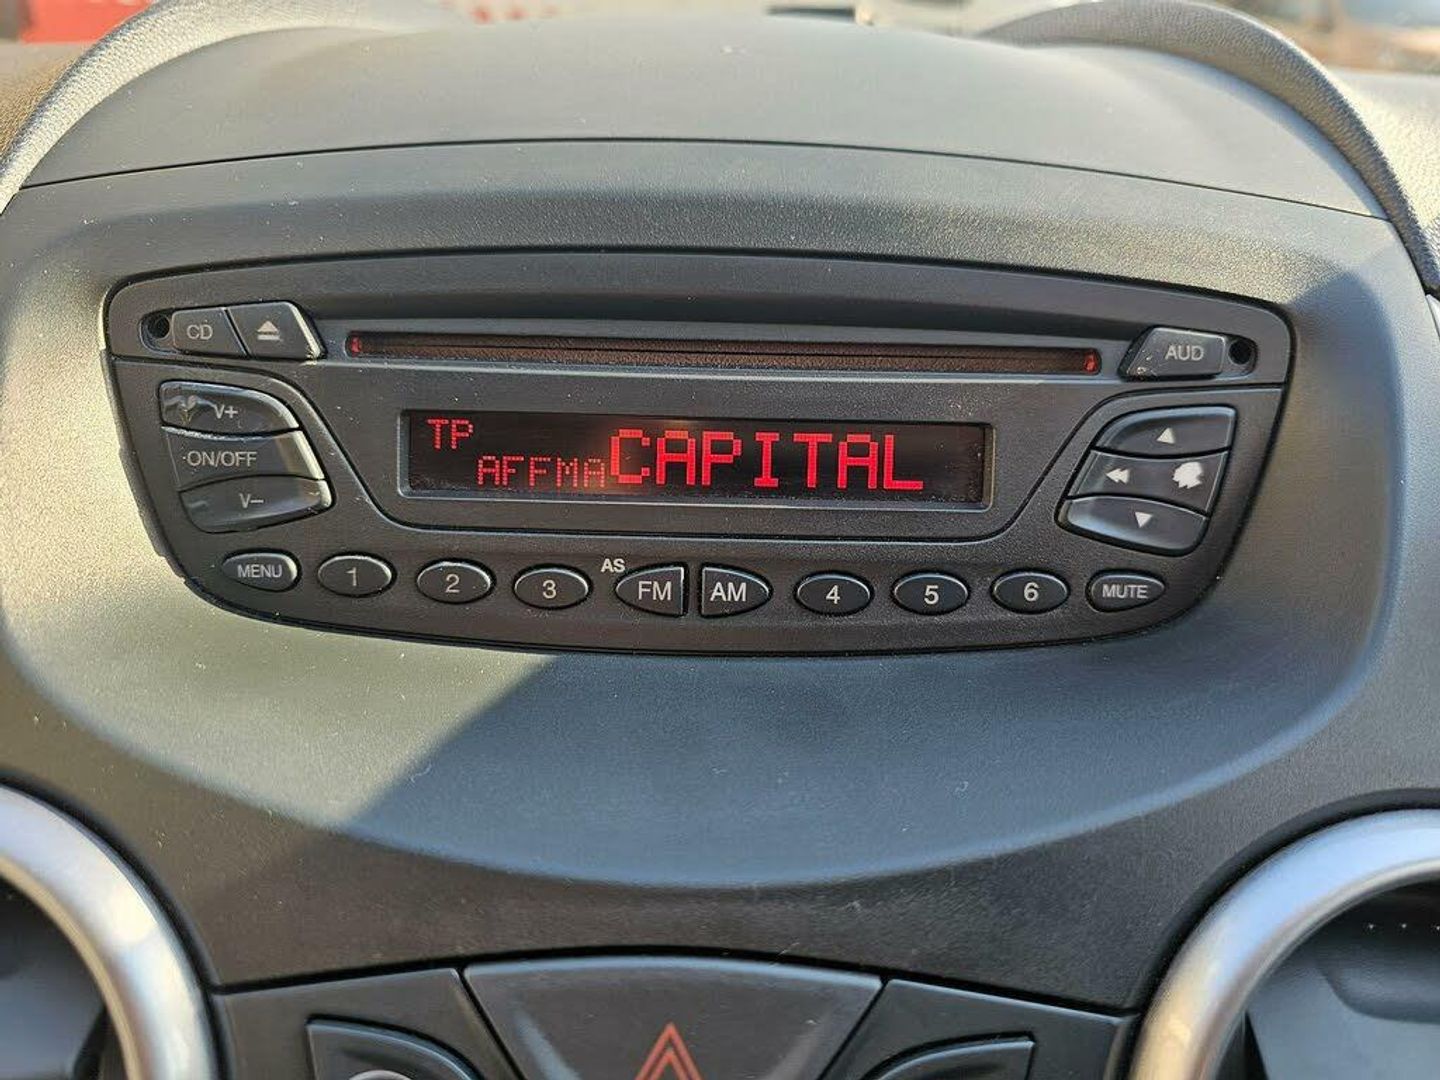 CD
AUD
V+
ON/OFF
V−
TP
AFFMA CAPITAL
MENU 1 2 3 AS FM AM 4 5 6 MUTE